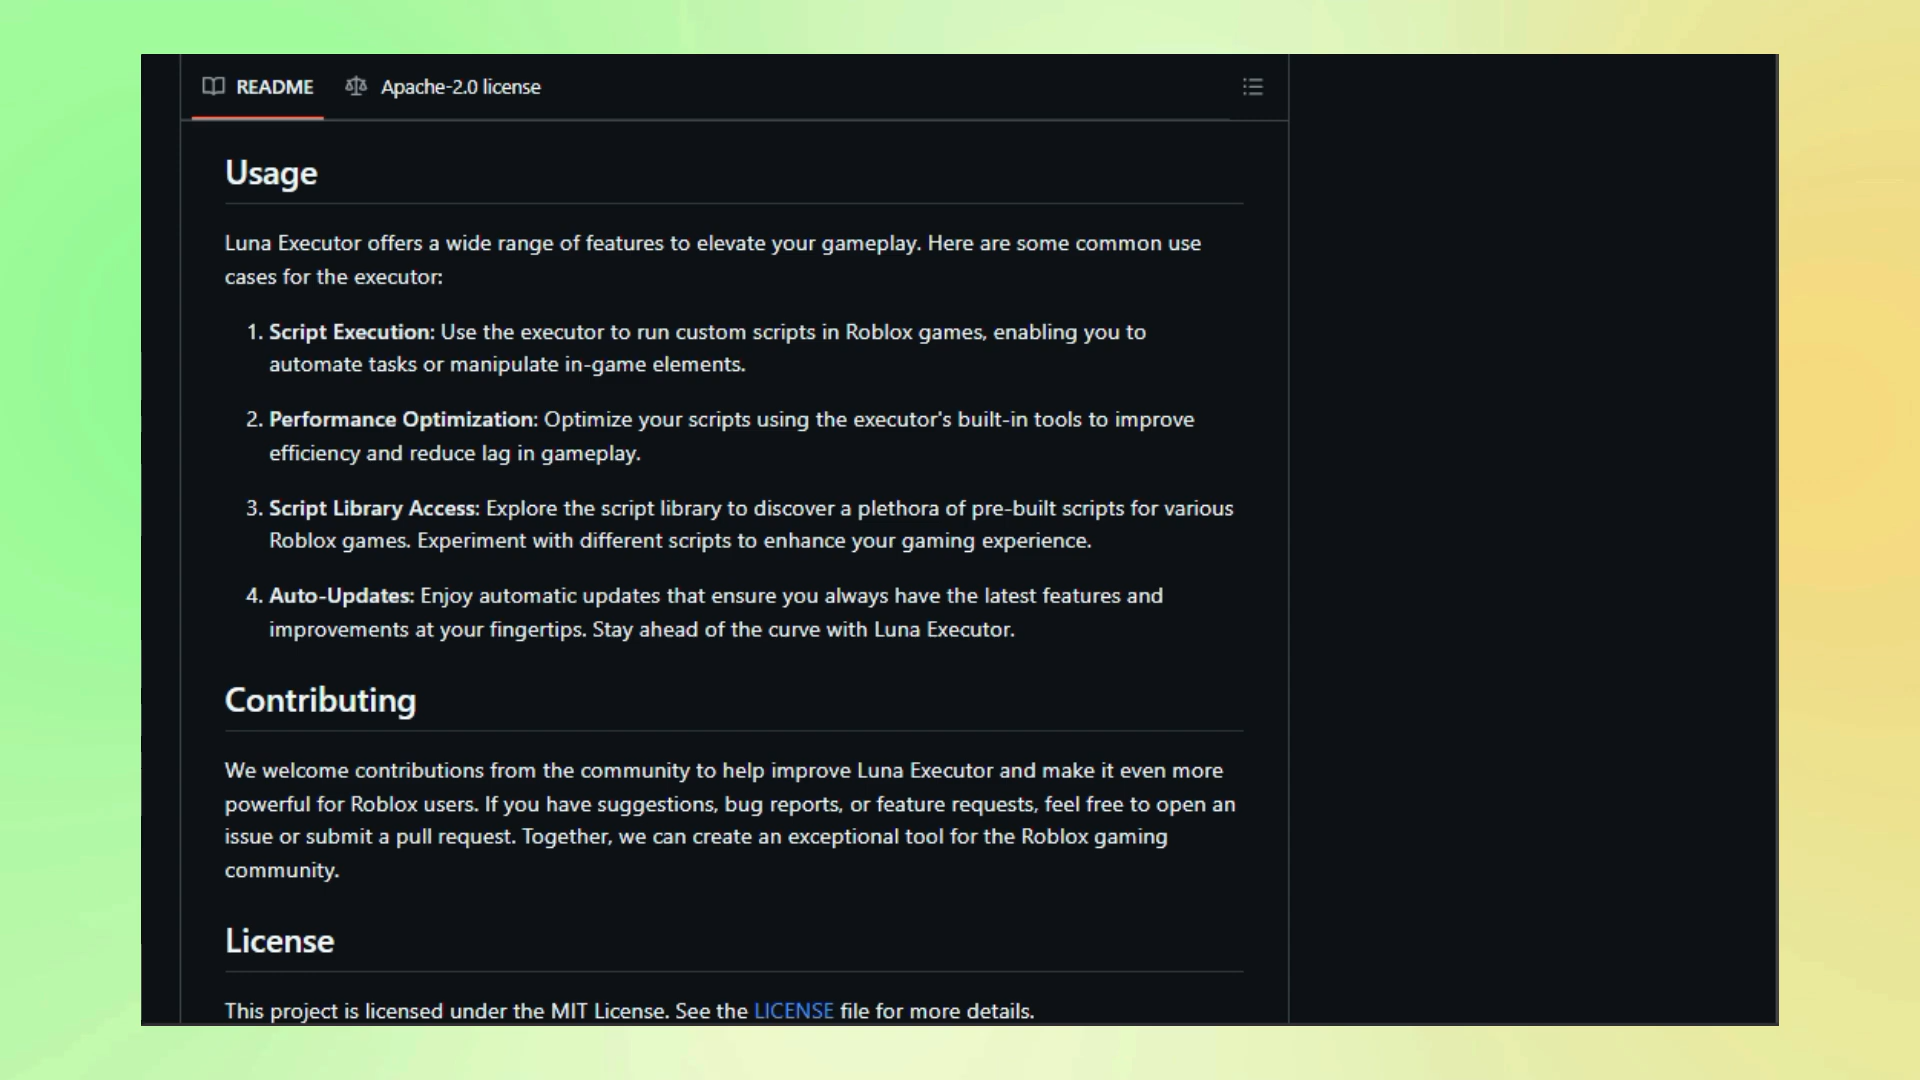 README Apache-2.0 license
Usage
Luna Executor offers a wide range of features to elevate your gameplay. Here are some common use
cases for the executor:
1. Script Execution: Use the executor to run custom scripts in Roblox games, enabling you to
automate tasks or manipulate in-game elements.
2. Performance Optimization: Optimize your scripts using the executor's built-in tools to improve
efficiency and reduce lag in gameplay.
3. Script Library Access: Explore the script library to discover a plethora of pre-built scripts for various
Roblox games. Experiment with different scripts to enhance your gaming experience.
4. Auto-Updates: Enjoy automatic updates that ensure you always have the latest features and
improvements at your fingertips. Stay ahead of the curve with Luna Executor.
Contributing
We welcome contributions from the community to help improve Luna Executor and make it even more
powerful for Roblox users. If you have suggestions, bug reports, or feature requests, feel free to open an
issue or submit a pull request. Together, we can create an exceptional tool for the Roblox gaming
community.
License
This project is licensed under the MIT License. See the LICENSE file for more details.